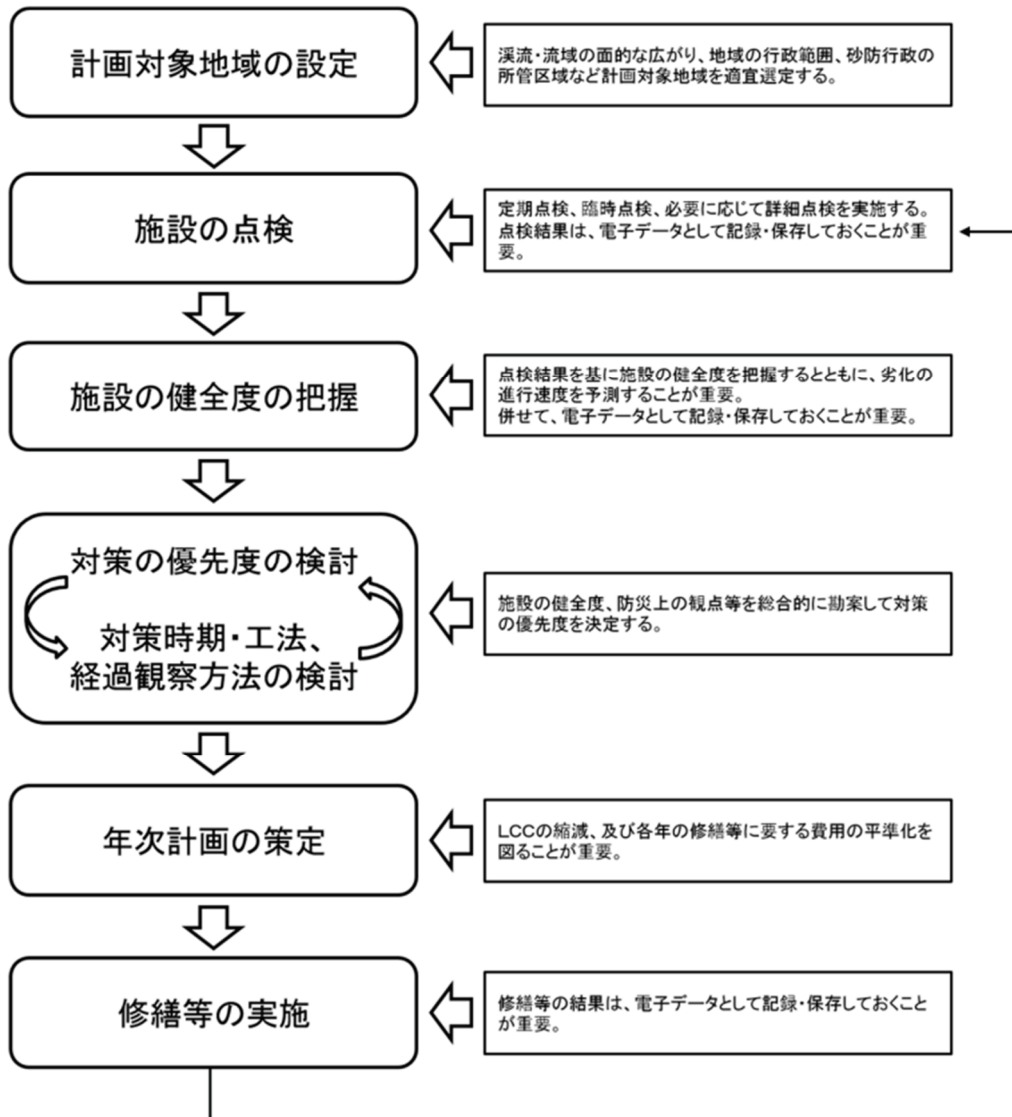 計画対象地域の設定
渓流・流域の面的な広がり、地域の行政範囲、砂防行政の
所管区域など計画対象地域を適宜選定する。
施設の点検
定期点検、臨時点検、必要に応じて詳細点検を実施する。
点検結果は、電子データとして記録・保存しておくことが重
要。
施設の健全度の把握
点検結果を基に施設の健全度を把握するとともに、劣化の
進行速度を予測することが重要。
併せて、電子データとして記録・保存しておくことが重要。
対策の優先度の検討
対策時期・工法、
経過観察方法の検討
施設の健全度、防災上の観点等を総合的に勘案して対策
の優先度を決定する。
年次計画の策定
LCCの縮減、及び各年の修繕等に要する費用の平準化を
図ることが重要。
修繕等の実施
修繕等の結果は、電子データとして記録・保存しておくこと
が重要。